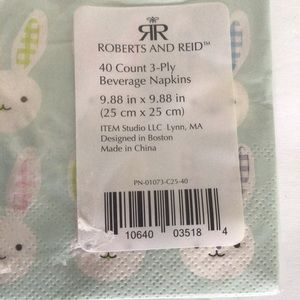 RR
ROBERTS AND REID™
40 Count 3-Ply
Beverage Napkins
9.88 in x 9.88 in
(25 cm x 25 cm)
ITEM Studio LLC Lynn, MA
Designed in Boston
Made in China
PN-01073-C25-40
10640 03518 4